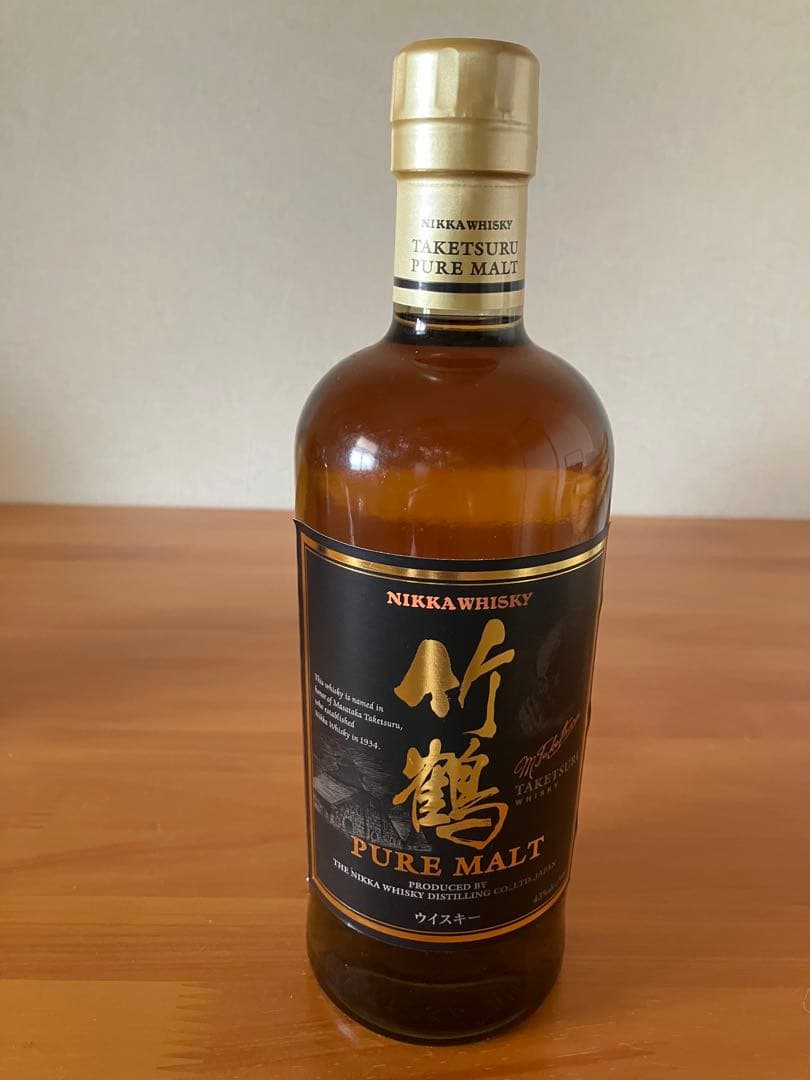 NIKKA WHISKY
TAKETSURU
PURE MALT
NIKKA WHISKY
竹鶴
This whisky is named in
honor of Masataka Taketsuru,
who established
Nikka Whisky in 1934.
TAKETSURU
WHISKY
PURE MALT
PRODUCED BY
THE NIKKA WHISKY DISTILLING CO.,LTD., JAPAN
43%
ウイスキー